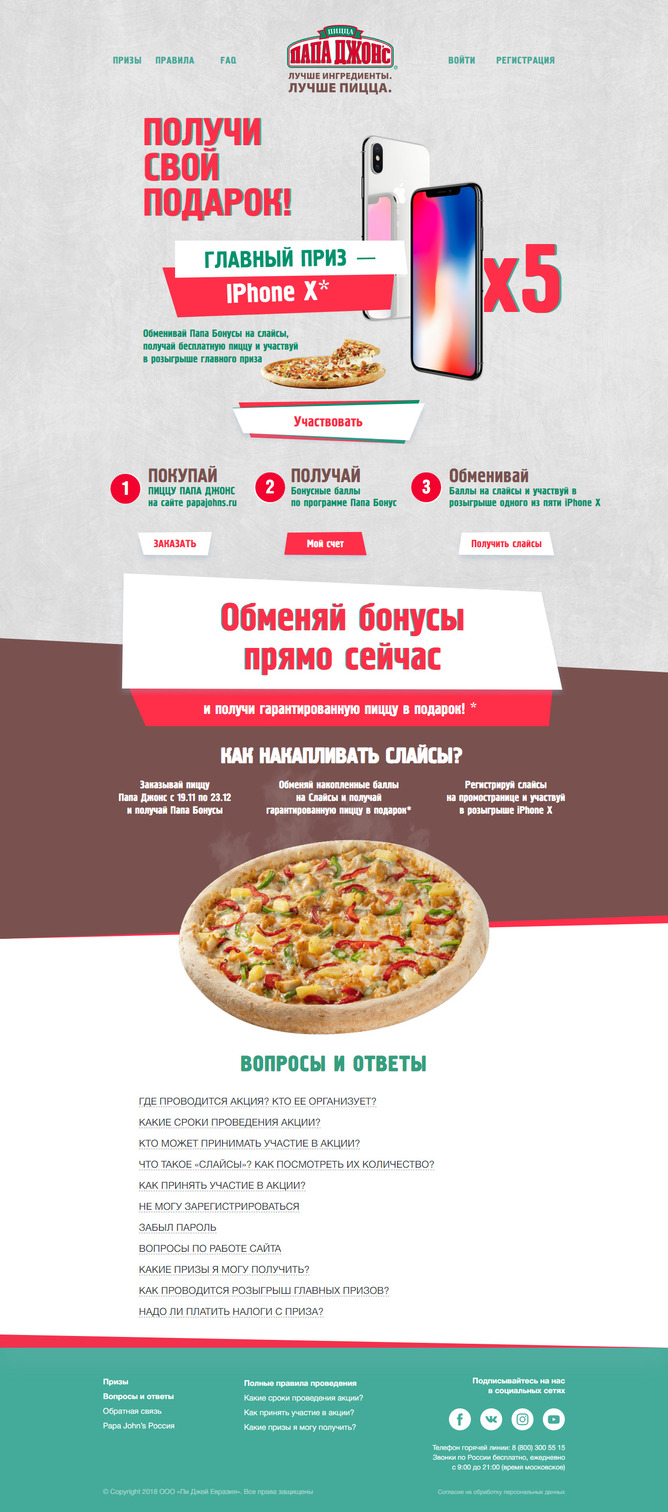 ПРИЗЫ
ПРАВИЛА
FAQ
ПИЦЦА
ПАПА ДЖОНС
ЛУЧШЕ ИНГРЕДИЕНТЫ.
ЛУЧШЕ ПИЦЦА.
ВОЙТИ
РЕГИСТРАЦИЯ
ПОЛУЧИ
СВОЙ
ПОДАРОК!
ГЛАВНЫЙ ПРИЗ —
IPhone X*
x5
Обменивай Папа Бонусы на слайсы,
получай бесплатную пиццу и участвуй
в розыгрыше главного приза
Участвовать
1
ПОКУПАЙ
ПИЦЦУ ПАПА ДЖОНС
на сайте papajohns.ru
2
ПОЛУЧАЙ
Бонусные баллы
по программе Папа Бонус
3
Обменивай
Баллы на слайсы и участвуй в
розыгрыше одного из пяти iPhone X
ЗАКАЗАТЬ
Мой счет
Получить слайсы
Обменяй бонусы
прямо сейчас
и получи гарантированную пиццу в подарок! *
КАК НАКАПЛИВАТЬ СЛАЙСЫ?
Заказывай пиццу
Папа Джонс с 19.11 по 23.12
и получай Папа Бонусы
Обменяй накопленные баллы
на Слайсы и получай
гарантированную пиццу в подарок*
Регистрируй слайсы
на промостранице и участвуй
в розыгрыше iPhone X
ВОПРОСЫ И ОТВЕТЫ
ГДЕ ПРОВОДИТСЯ АКЦИЯ? КТО ЕЕ ОРГАНИЗУЕТ?
КАКИЕ СРОКИ ПРОВЕДЕНИЯ АКЦИИ?
КТО МОЖЕТ ПРИНИМАТЬ УЧАСТИЕ В АКЦИИ?
ЧТО ТАКОЕ «СЛАЙСЫ»? КАК ПОСМОТРЕТЬ ИХ КОЛИЧЕСТВО?
КАК ПРИНЯТЬ УЧАСТИЕ В АКЦИИ?
НЕ МОГУ ЗАРЕГИСТРИРОВАТЬСЯ
ЗАБЫЛ ПАРОЛЬ
ВОПРОСЫ ПО РАБОТЕ САЙТА
КАКИЕ ПРИЗЫ Я МОГУ ПОЛУЧИТЬ?
КАК ПРОВОДИТСЯ РОЗЫГРЫШ ГЛАВНЫХ ПРИЗОВ?
НАДО ЛИ ПЛАТИТЬ НАЛОГИ С ПРИЗА?
Призы
Вопросы и ответы
Обратная связь
Papa John's Россия
Полные правила проведения
Какие сроки проведения акции?
Как принять участие в акции?
Какие призы я могу получить?
Подписывайтесь на нас
в социальных сетях
Телефон горячей линии: 8 (800) 300 55 15
Звонки по России бесплатно, ежедневно
с 9:00 до 21:00 (время московское)
© Copyright 2018 ООО «Пи Джей Евразия». Все права защищены
Согласие на обработку персональных данных